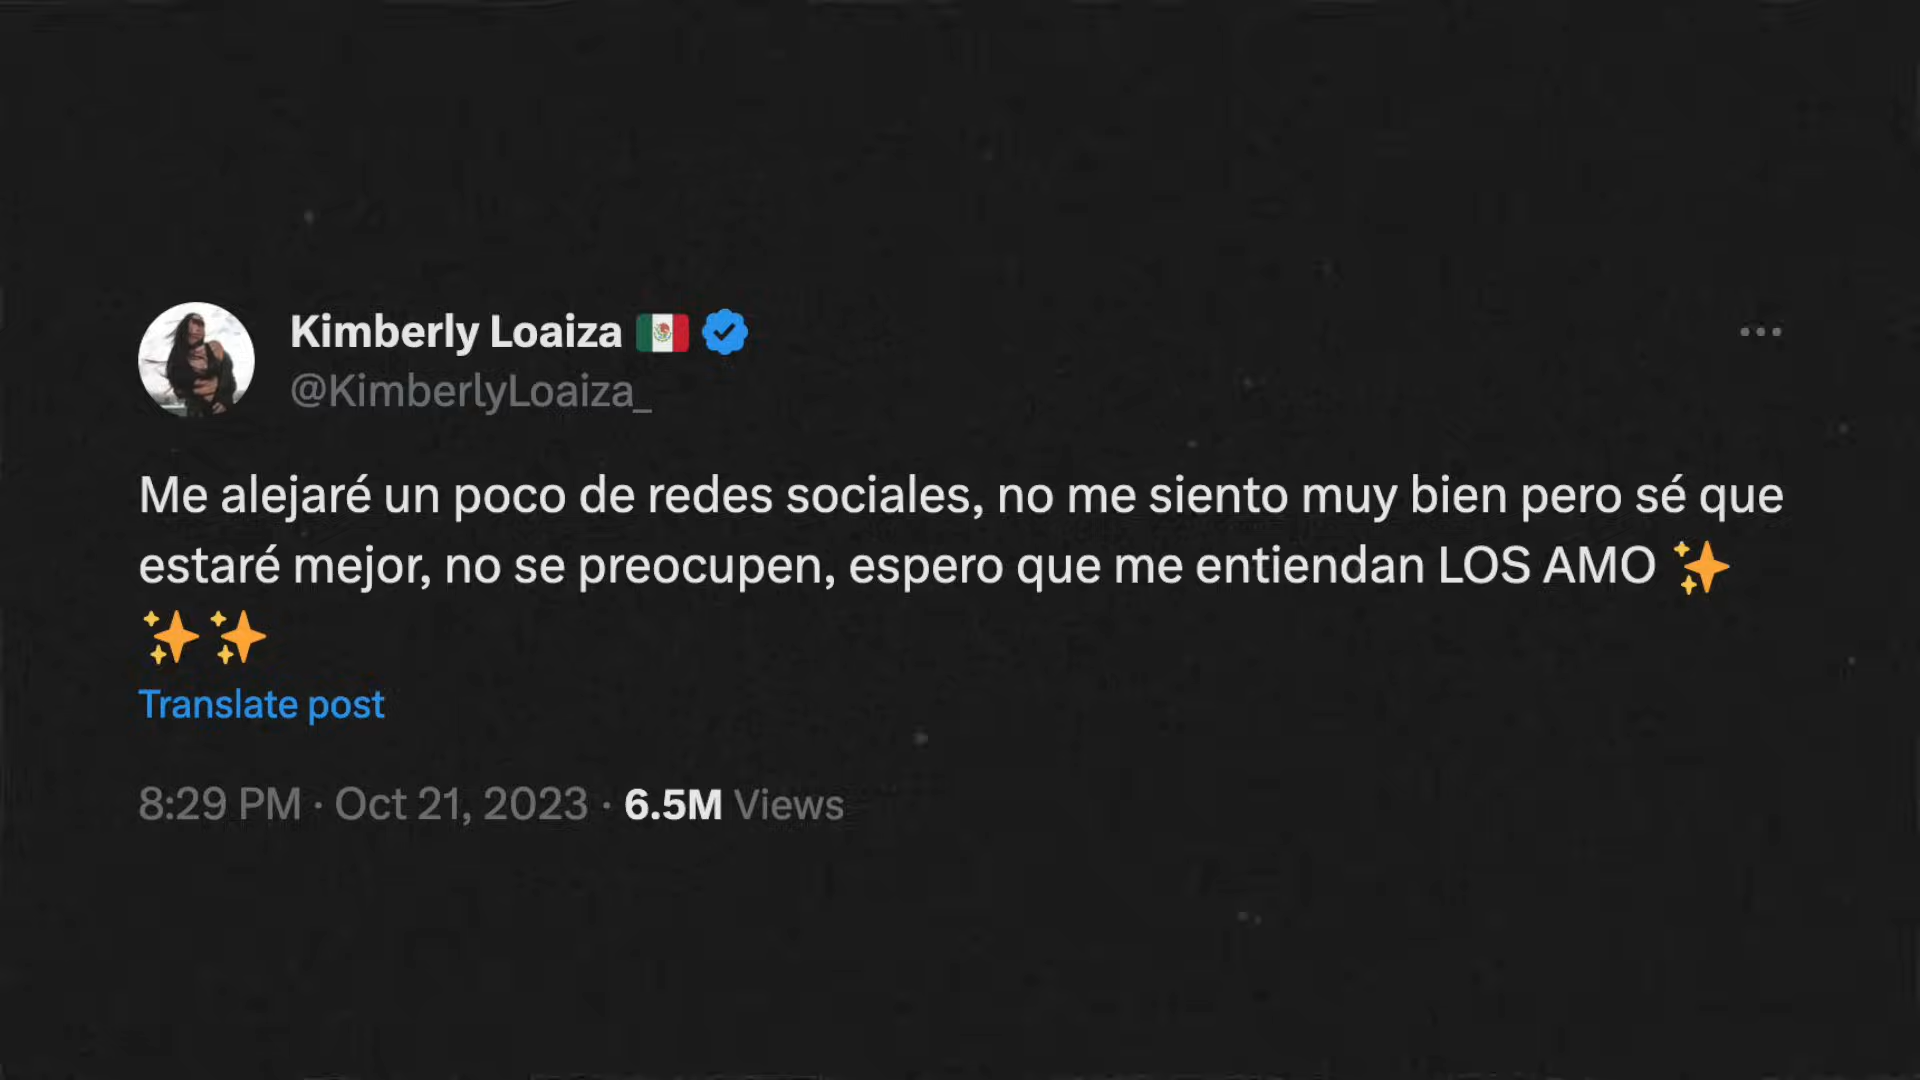 Kimberly Loaiza 🇲🇽
@KimberlyLoaiza_
Me alejaré un poco de redes sociales, no me siento muy bien pero sé que
estaré mejor, no se preocupen, espero que me entiendan LOS AMO ✨
✨✨
Translate post
8:29 PM · Oct 21, 2023 · 6.5M Views